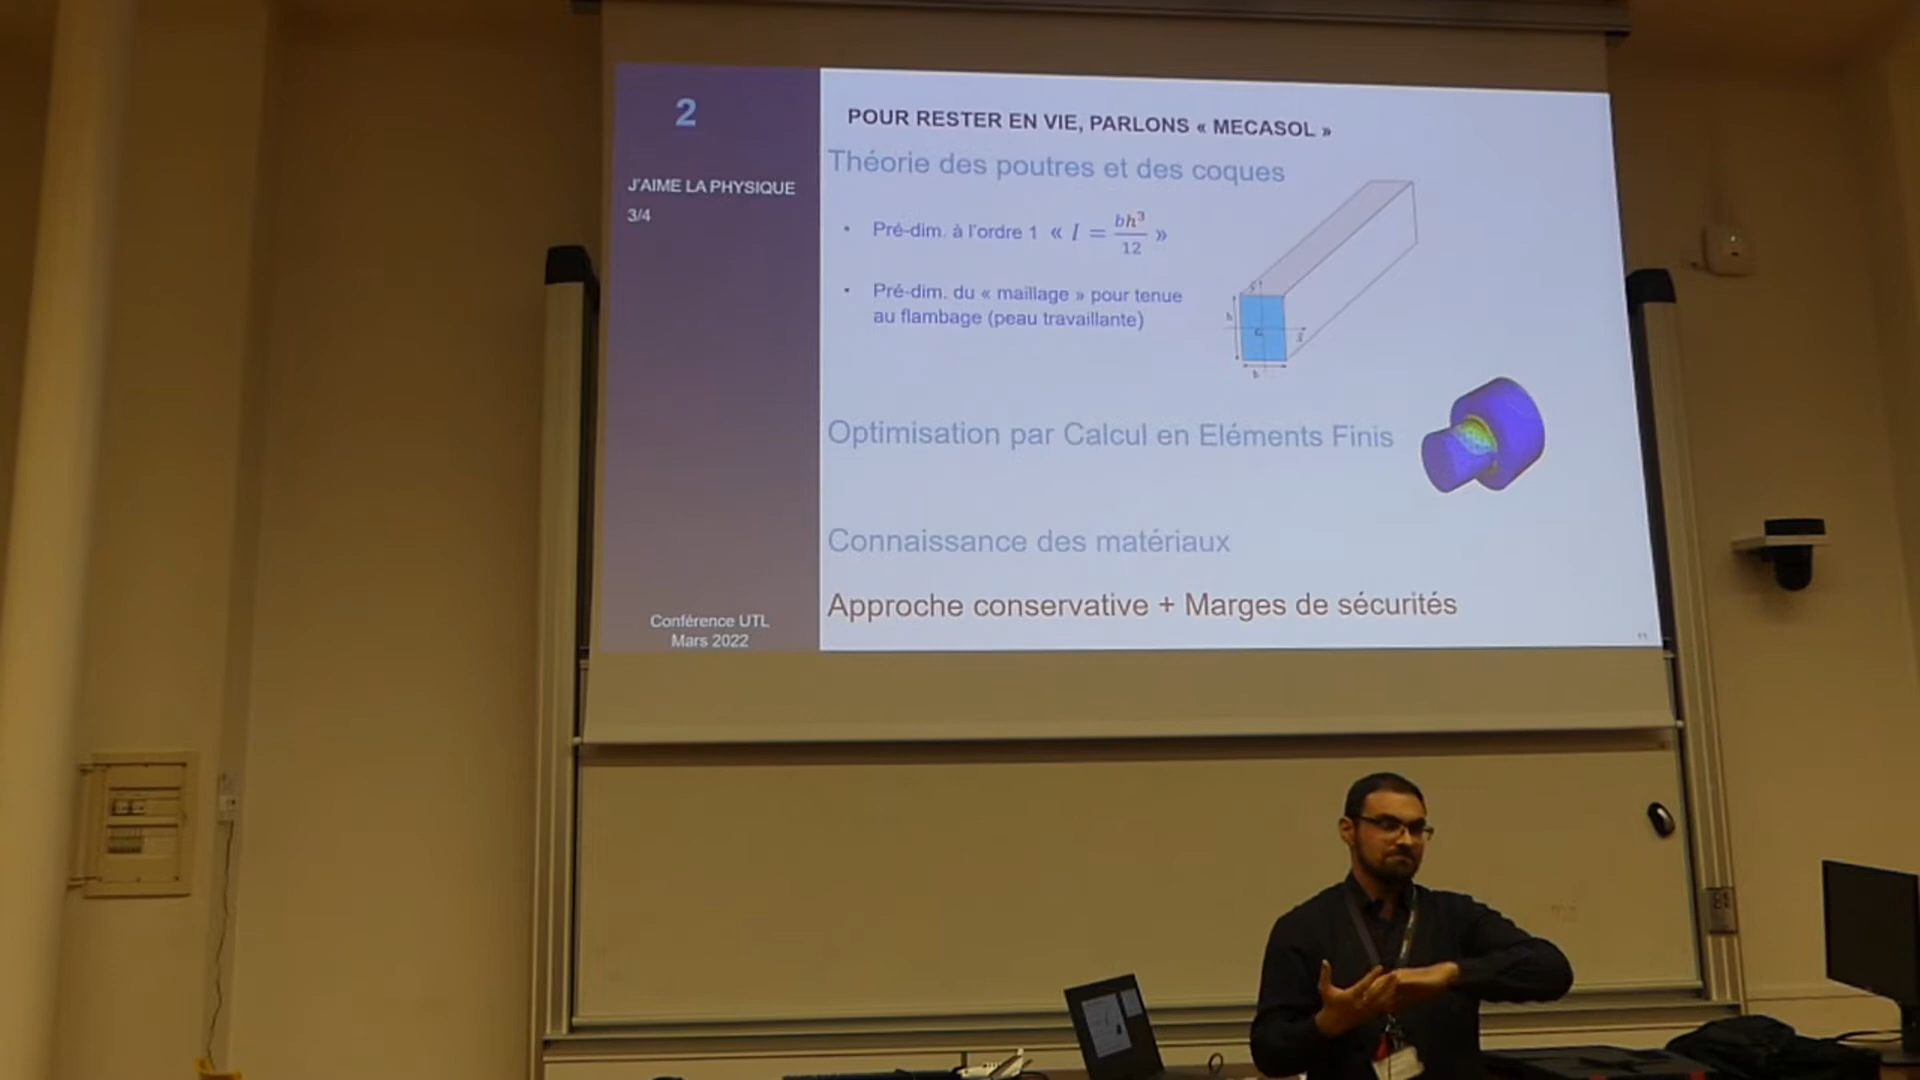 2
J'AIME LA PHYSIQUE
3/4
Conférence UTL
Mars 2022
POUR RESTER EN VIE, PARLONS « MECASOL »
Théorie des poutres et des coques
• Pré-dim. à l'ordre 1 « I = bh³/12 »
• Pré-dim. du « maillage » pour tenue
au flambage (peau travaillante)
h
G
b
Optimisation par Calcul en Eléments Finis
Connaissance des matériaux
Approche conservative + Marges de sécurités
11